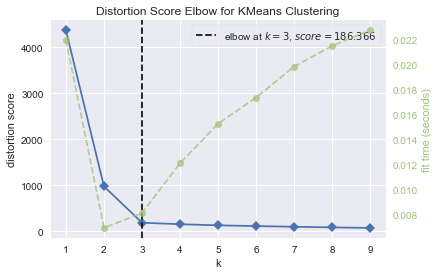 Distortion Score Elbow for KMeans Clustering
elbow at k = 3, score = 186.366
distortion score
4000
3000
2000
1000
0
1 2 3 4 5 6 7 8 9
k
0.022
0.020
0.018
0.016
0.014
0.012
0.010
0.008
fit time (seconds)